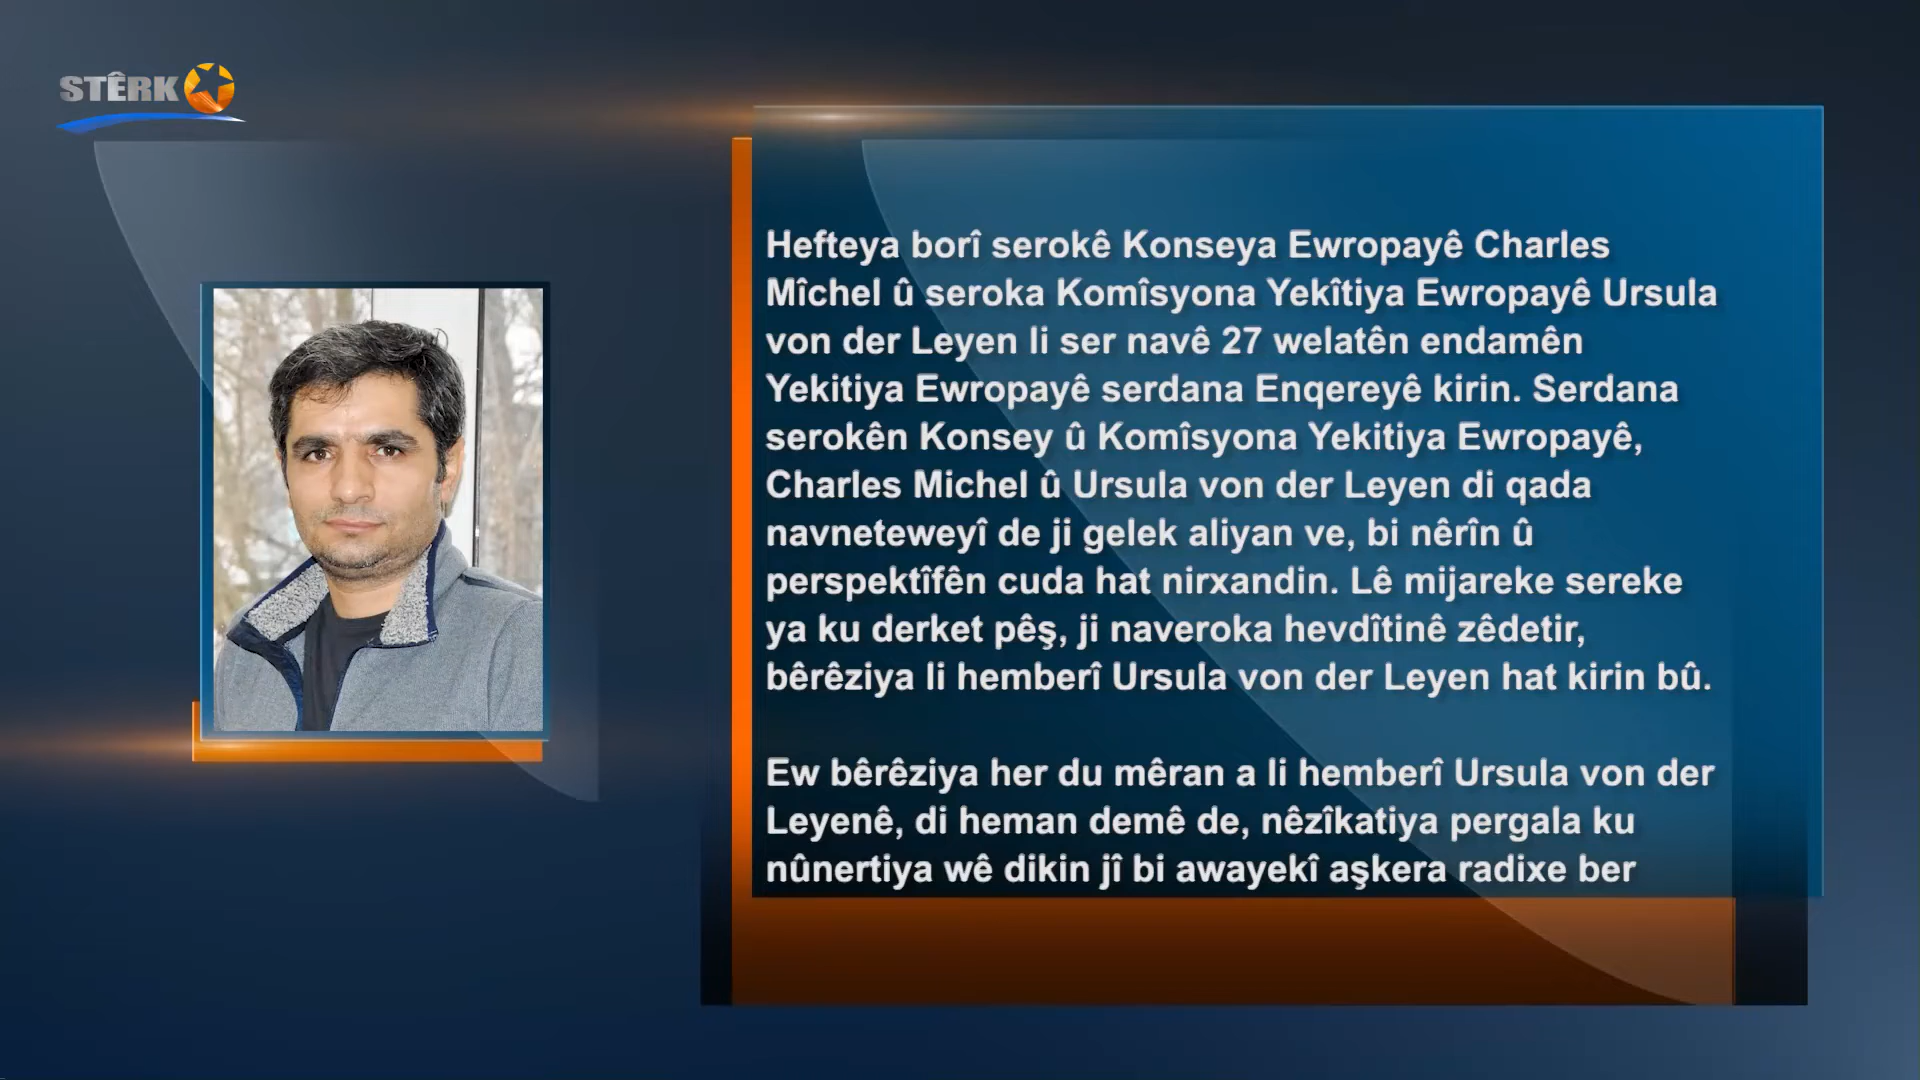 STÊRK
Hefteya borî serokê Konseya Ewropayê Charles
Mîchel û seroka Komîsyona Yekîtiya Ewropayê Ursula
von der Leyen li ser navê 27 welatên endamên
Yekitiya Ewropayê serdana Enqereyê kirin. Serdana
serokên Konsey û Komîsyona Yekitiya Ewropayê,
Charles Michel û Ursula von der Leyen di qada
navneteweyî de ji gelek aliyan ve, bi nêrîn û
perspektîfên cuda hat nirxandin. Lê mijareke sereke
ya ku derket pêş, ji naveroka hevdîtinê zêdetir,
bêrêziya li hemberî Ursula von der Leyen hat kirin bû.
Ew bêrêziya her du mêran a li hemberî Ursula von der
Leyenê, di heman demê de, nêzîkatiya pergala ku
nûnertiya wê dikin jî bi awayekî aşkera radixe ber